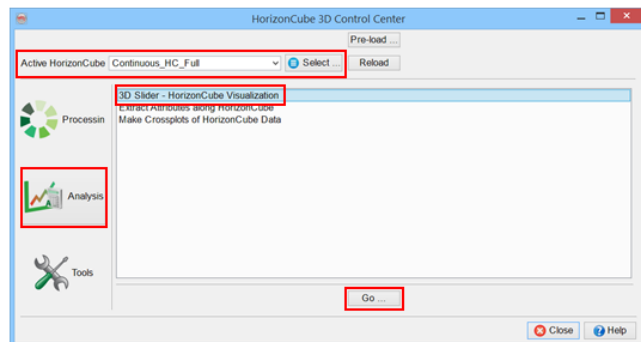 HorizonCube 3D Control Center
Pre-load ...
Active HorizonCube Continuous_HC_Full Select ... Reload
3D Slider - HorizonCube Visualization
Extract Attributes along HorizonCube
Make Crossplots of HorizonCube Data
Processin
Analysis
Tools
Go ...
Close Help